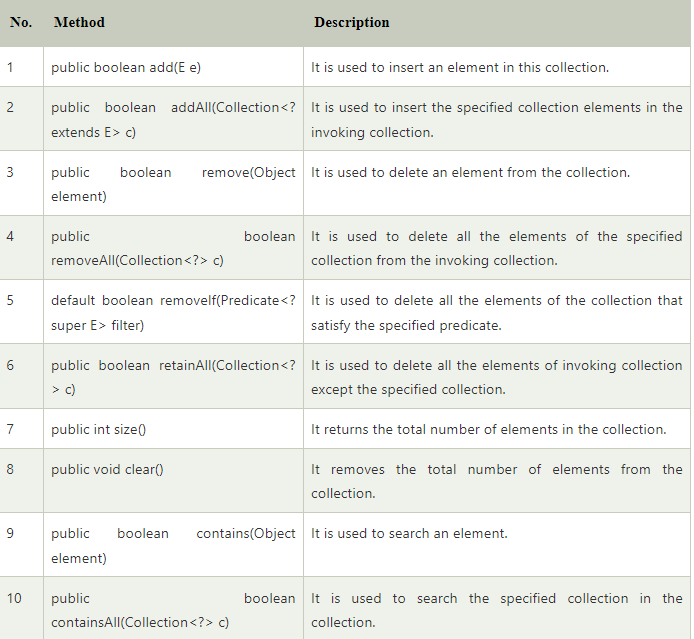 No. Method Description
1 public boolean add(E e) It is used to insert an element in this collection.
2 public boolean addAll(Collection<? It is used to insert the specified collection elements in the
extends E> c) invoking collection.
3 public boolean remove(Object It is used to delete an element from the collection.
element)
4 public boolean It is used to delete all the elements of the specified
removeAll(Collection<?> c) collection from the invoking collection.
5 default boolean removeIf(Predicate<? It is used to delete all the elements of the collection that
super E> filter) satisfy the specified predicate.
6 public boolean retainAll(Collection<? It is used to delete all the elements of invoking collection
> c) except the specified collection.
7 public int size() It returns the total number of elements in the collection.
8 public void clear() It removes the total number of elements from the
collection.
9 public boolean contains(Object It is used to search an element.
element)
10 public boolean It is used to search the specified collection in the
containsAll(Collection<?> c) collection.